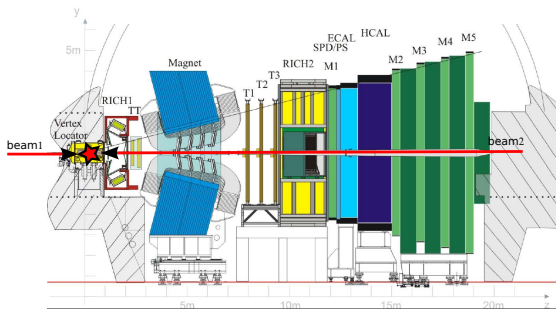 y
5m
Magnet
RICH1
TT
Vertex
Locator
T1
T2
T3
RICH2
SPD/PS
M1
ECAL
HCAL
M2
M3
M4
M5
beam1
beam2
5m
10m
15m
20m
z